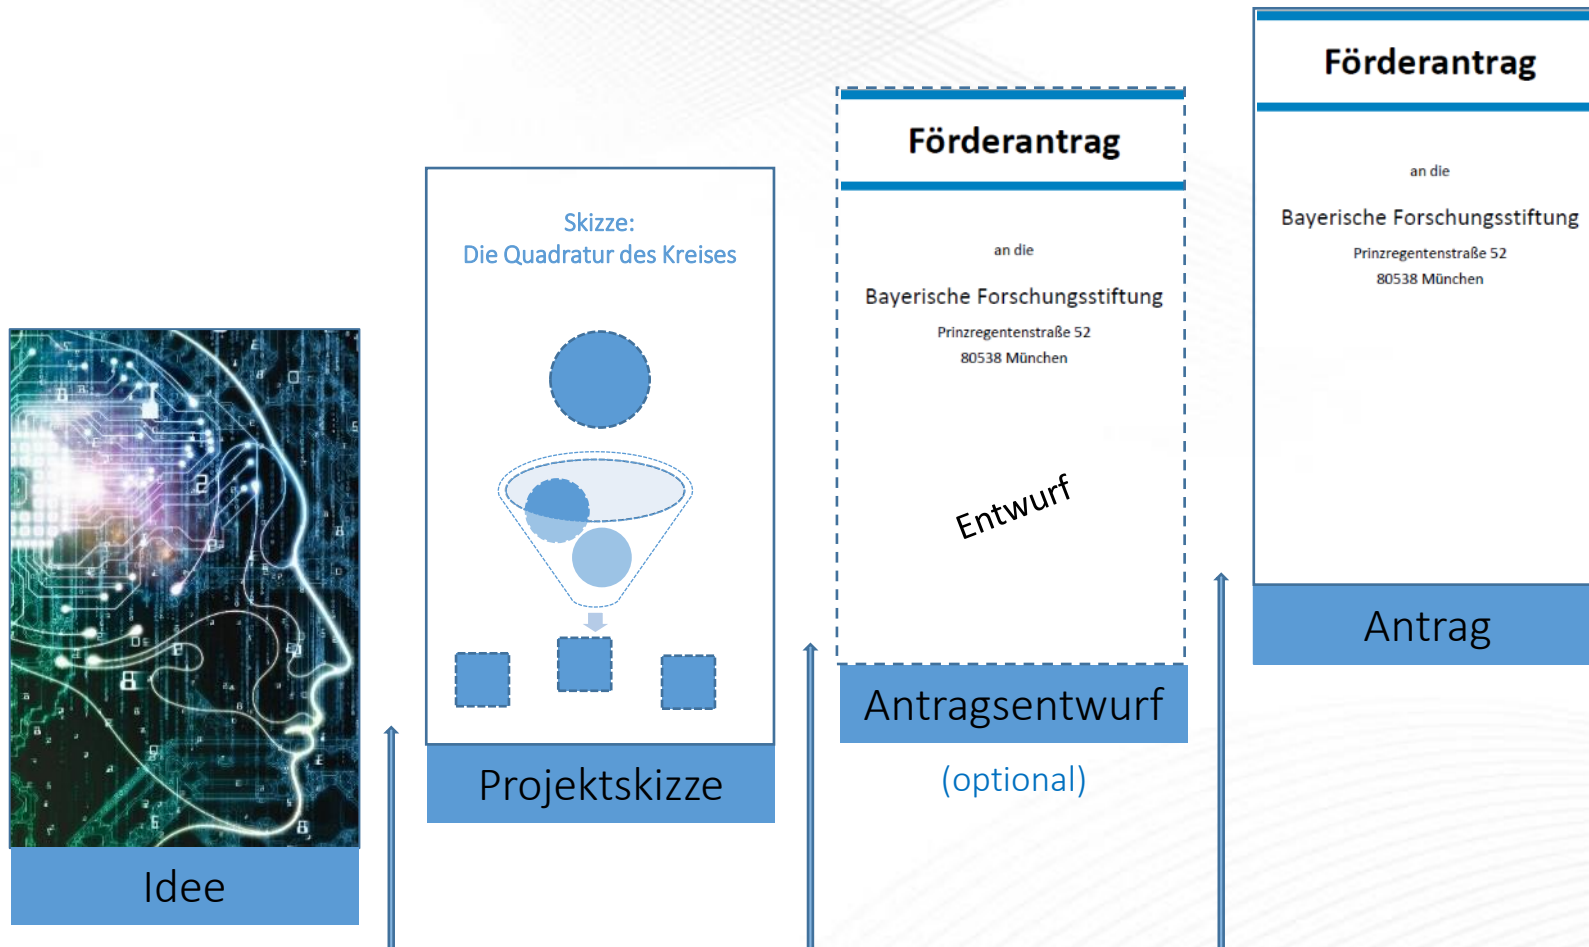 Idee
Skizze:
Die Quadratur des Kreises
Projektskizze
Förderantrag
an die
Bayerische Forschungsstiftung
Prinzregentenstraße 52
80538 München
Entwurf
Antragsentwurf
(optional)
Förderantrag
an die
Bayerische Forschungsstiftung
Prinzregentenstraße 52
80538 München
Antrag